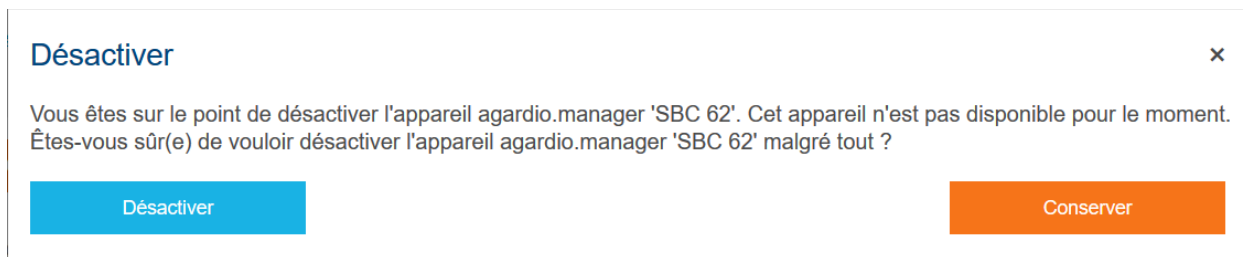 Désactiver
×
Vous êtes sur le point de désactiver l'appareil agardio.manager 'SBC 62'. Cet appareil n'est pas disponible pour le moment.
Êtes-vous sûr(e) de vouloir désactiver l'appareil agardio.manager 'SBC 62' malgré tout ?
Désactiver
Conserver